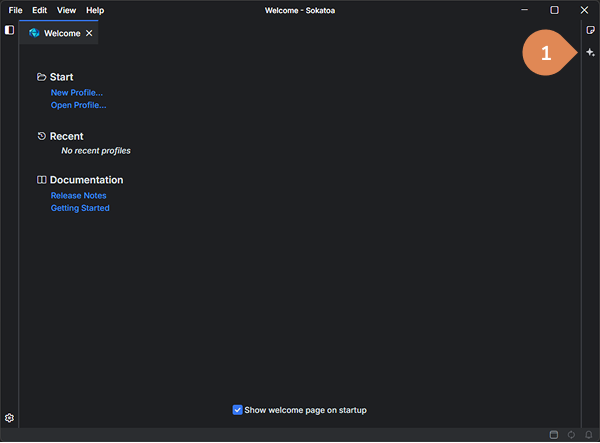 File Edit View Help Welcome - Sokatoa
Welcome
1
Start
New Profile...
Open Profile...
Recent
No recent profiles
Documentation
Release Notes
Getting Started
Show welcome page on startup